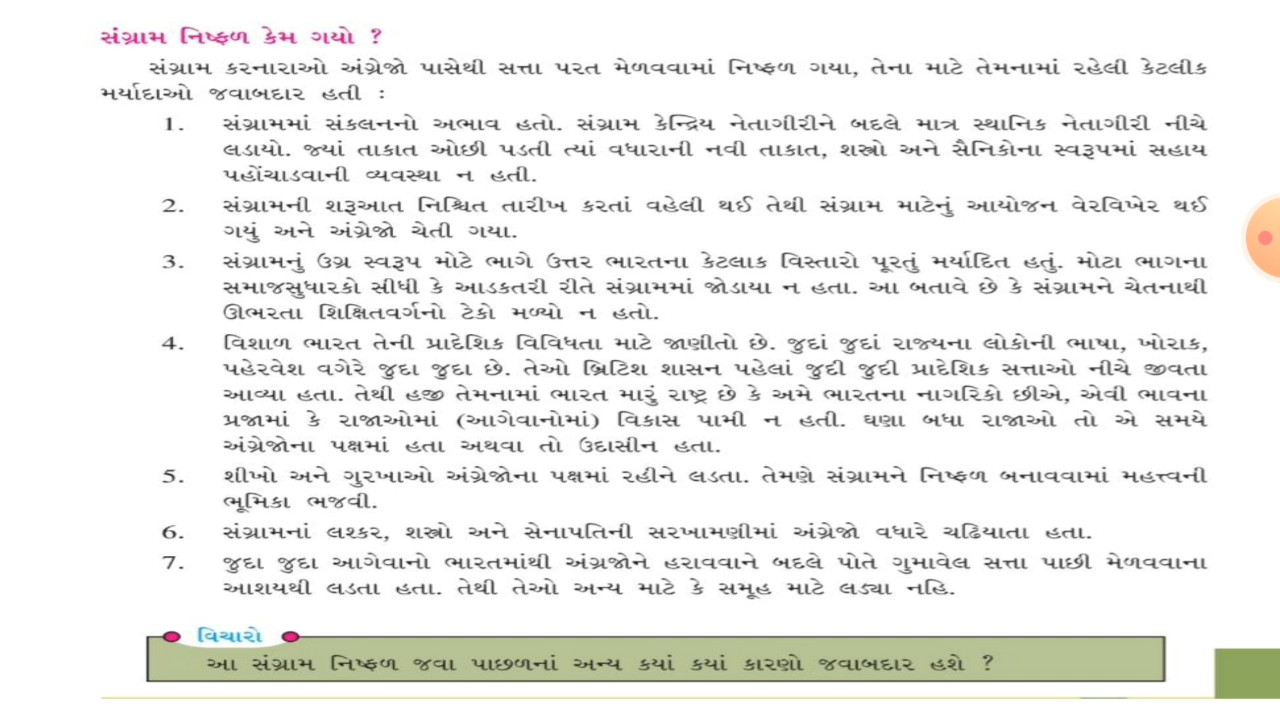 સંગ્રામ નિષ્ફળ કેમ ગયો ?
સંગ્રામ કરનારાઓ અંગ્રેજો પાસેથી સત્તા પરત મેળવવામાં નિષ્ફળ ગયા, તેના માટે તેમનામાં રહેલી કેટલીક
મર્યાદાઓ જવાબદાર હતી :
1. સંગ્રામમાં સંકલનનો અભાવ હતો. સંગ્રામ કેન્દ્રિય નેતાગીરીને બદલે માત્ર સ્થાનિક નેતાગીરી નીચે
લડાયો. જ્યાં તાકાત ઓછી પડતી ત્યાં વધારાની નવી તાકાત, શસ્ત્રો અને સૈનિકોના સ્વરૂપમાં સહાય
પહોંચાડવાની વ્યવસ્થા ન હતી.
2. સંગ્રામની શરૂઆત નિશ્ચિત તારીખ કરતાં વહેલી થઈ તેથી સંગ્રામ માટેનું આયોજન વેરવિખેર થઈ
ગયું અને અંગ્રેજો ચેતી ગયા.
3. સંગ્રામનું ઉગ્ર સ્વરૂપ મોટે ભાગે ઉત્તર ભારતના કેટલાક વિસ્તારો પૂરતું મર્યાદિત હતું. મોટા ભાગના
સમાજસુધારકો સીધી કે આડકતરી રીતે સંગ્રામમાં જોડાયા ન હતા. આ બતાવે છે કે સંગ્રામને ચેતનાથી
ઊભરતા શિક્ષિતવર્ગનો ટેકો મળ્યો ન હતો.
4. વિશાળ ભારત તેની પ્રાદેશિક વિવિધતા માટે જાણીતો છે. જુદાં જુદાં રાજ્યના લોકોની ભાષા, ખોરાક,
પહેરવેશ વગેરે જુદા જુદા છે. તેઓ બ્રિટિશ શાસન પહેલાં જુદી જુદી પ્રાદેશિક સત્તાઓ નીચે જીવતા
આવ્યા હતા. તેથી હજી તેમનામાં ભારત મારું રાષ્ટ્ર છે કે અમે ભારતના નાગરિકો છીએ, એવી ભાવના
પ્રજામાં કે રાજાઓમાં (આગેવાનોમાં) વિકાસ પામી ન હતી. ઘણા બધા રાજાઓ તો એ સમયે
અંગ્રેજોના પક્ષમાં હતા અથવા તો ઉદાસીન હતા.
5. શીખો અને ગુરખાઓ અંગ્રેજોના પક્ષમાં રહીને લડતા. તેમણે સંગ્રામને નિષ્ફળ બનાવવામાં મહત્ત્વની
ભૂમિકા ભજવી.
6. સંગ્રામનાં લશ્કર, શસ્ત્રો અને સેનાપતિની સરખામણીમાં અંગ્રેજો વધારે ચઢિયાતા હતા.
7. જુદા જુદા આગેવાનો ભારતમાંથી અંગ્રજોને હરાવવાને બદલે પોતે ગુમાવેલ સત્તા પાછી મેળવવાના
આશયથી લડતા હતા. તેથી તેઓ અન્ય માટે કે સમૂહ માટે લડ્યા નહિ.
વિચારો
આ સંગ્રામ નિષ્ફળ જવા પાછળનાં અન્ય કયાં કયાં કારણો જવાબદાર હશે ?